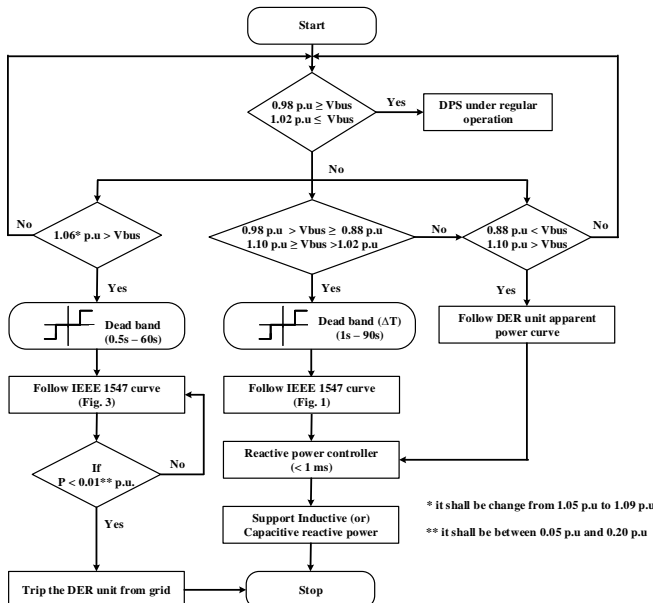 Start
0.98 p.u ≥ Vbus
1.02 p.u ≤ Vbus
Yes
DPS under regular
operation
No
No
1.06* p.u > Vbus
0.98 p.u > Vbus ≥ 0.88 p.u
1.10 p.u ≥ Vbus >1.02 p.u
No
0.88 p.u < Vbus
1.10 p.u > Vbus
No
Yes
Yes
Yes
Dead band
(0.5s – 60s)
Dead band (ΔT)
(1s – 90s)
Follow DER unit apparent
power curve
Follow IEEE 1547 curve
(Fig. 3)
Follow IEEE 1547 curve
(Fig. 1)
If
P < 0.01** p.u.
No
Reactive power controller
(< 1 ms)
Yes
Support Inductive (or)
Capacitive reactive power
* it shall be change from 1.05 p.u to 1.09 p.u
** it shall be between 0.05 p.u and 0.20 p.u
Trip the DER unit from grid
Stop